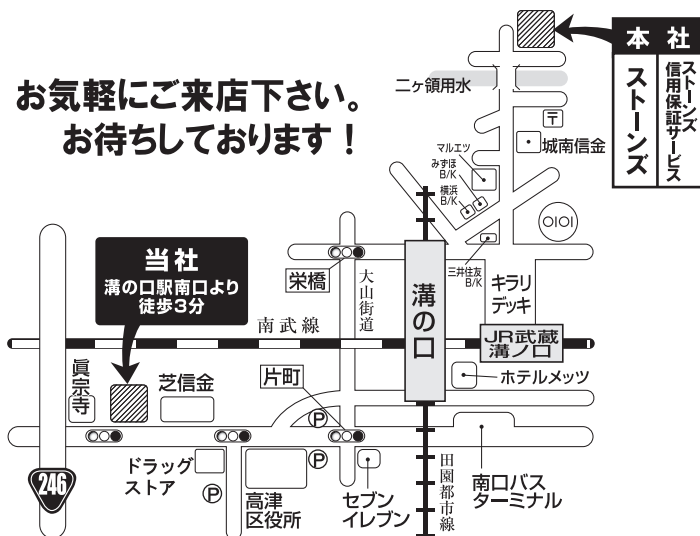 お気軽にご来店下さい。
お待ちしております！
本社
ストーンズ
ストーンズ
信用保証サービス
二ヶ領用水
〒
城南信金
マルエツ
みずほ
B/K
横浜
B/K
OIOI
三井住友
B/K
キラリ
デッキ
当社
溝の口駅南口より
徒歩3分
栄橋
大山街道
溝の口
南武線
JR武蔵
溝ノ口
眞宗寺
芝信金
片町
ホテルメッツ
P
246
ドラッグ
ストア
P
高津
区役所
P
セブン
イレブン
田園都市線
南口バス
ターミナル